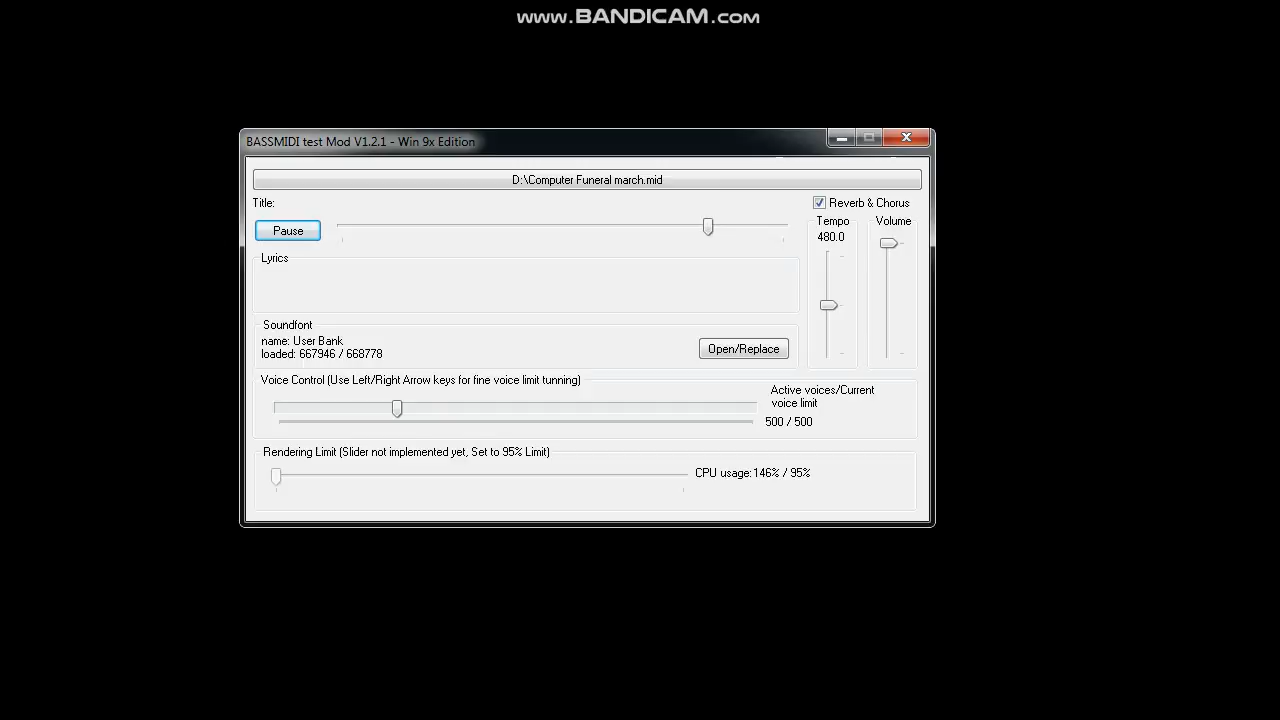 www.BANDICAM.com
BASSMIDI test Mod V1.2.1 - Win 9x Edition
D:\Computer Funeral march.mid
Title:
Reverb & Chorus
Pause
Tempo
Volume
480.0
Lyrics
Soundfont
name: User Bank
loaded: 667946 / 668778
Open/Replace
Voice Control (Use Left/Right Arrow keys for fine voice limit tunning)
Active voices/Current
voice limit
500 / 500
Rendering Limit (Slider not implemented yet, Set to 95% Limit)
CPU usage:146% / 95%